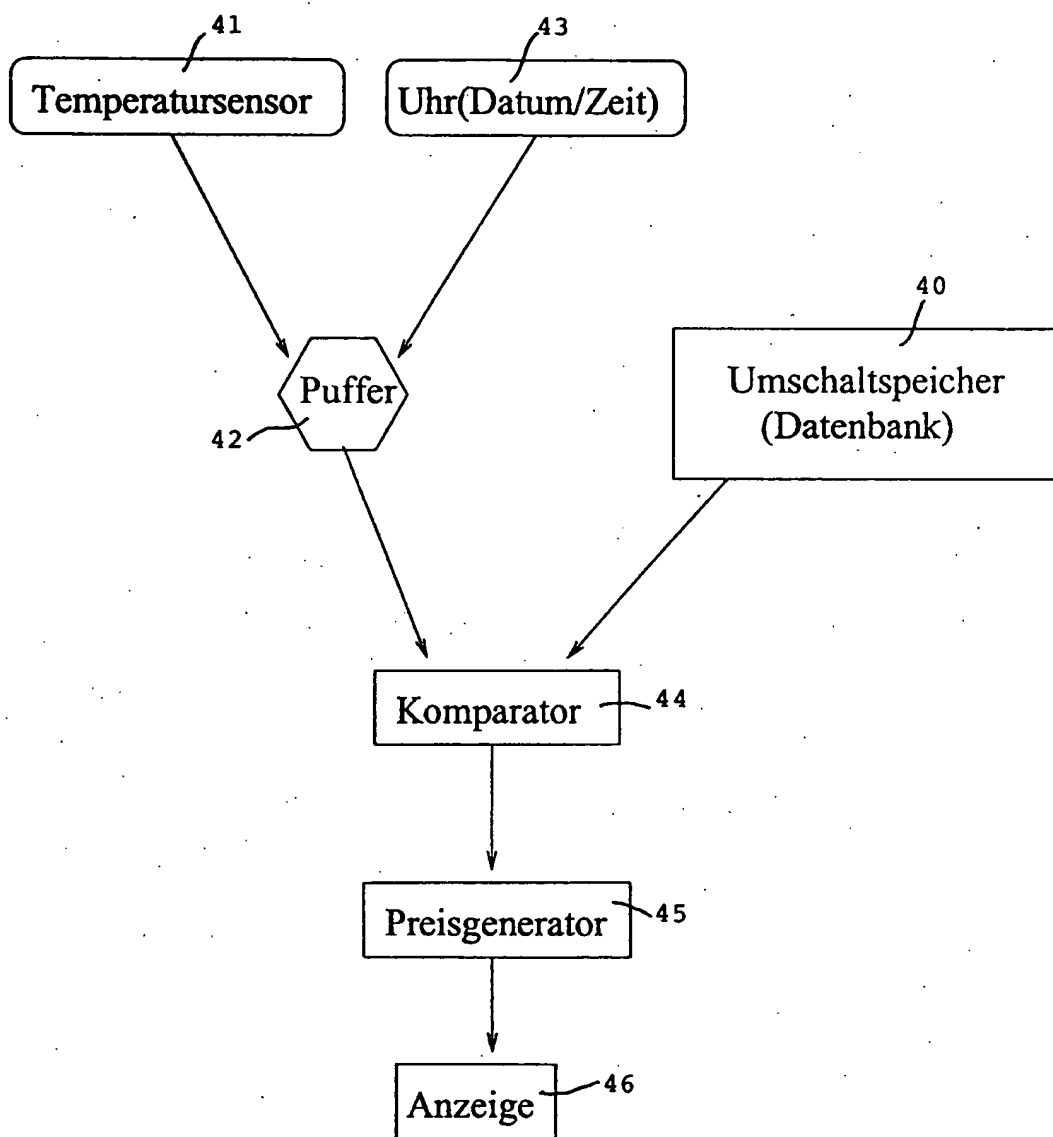 41
43
Temperatursensor
Uhr(Datum/Zeit)
40
Puffer
42
Umschaltspeicher
(Datenbank)
Komparator
44
Preisgenerator
45
Anzeige
46